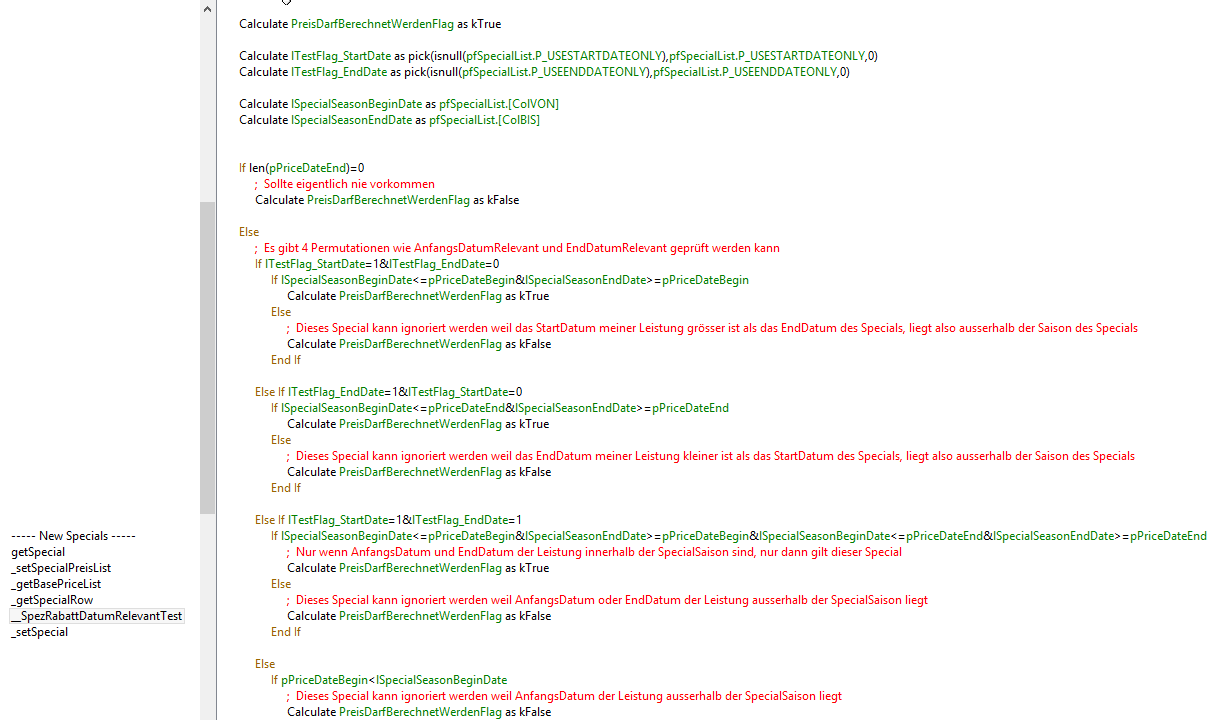 Calculate PreisDarfBerechnetWerdenFlag as kTrue
Calculate lTestFlag_StartDate as pick(isnull(pfSpecialList.P_USESTARTDATEONLY),pfSpecialList.P_USESTARTDATEONLY,0)
Calculate lTestFlag_EndDate as pick(isnull(pfSpecialList.P_USEENDDATEONLY),pfSpecialList.P_USEENDDATEONLY,0)
Calculate lSpecialSeasonBeginDate as pfSpecialList.[ColVON]
Calculate lSpecialSeasonEndDate as pfSpecialList.[ColBIS]
If len(pPriceDateEnd)=0
; Sollte eigentlich nie vorkommen
Calculate PreisDarfBerechnetWerdenFlag as kFalse
Else
; Es gibt 4 Permutationen wie AnfangsDatumRelevant und EndDatumRelevant geprüft werden kann
If lTestFlag_StartDate=1&lTestFlag_EndDate=0
If lSpecialSeasonBeginDate<=pPriceDateBegin&lSpecialSeasonEndDate>=pPriceDateBegin
Calculate PreisDarfBerechnetWerdenFlag as kTrue
Else
; Dieses Special kann ignoriert werden weil das StartDatum meiner Leistung grösser ist als das EndDatum des Specials, liegt also ausserhalb der Saison des Specials
Calculate PreisDarfBerechnetWerdenFlag as kFalse
End If
Else If lTestFlag_EndDate=1&lTestFlag_StartDate=0
If lSpecialSeasonBeginDate<=pPriceDateEnd&lSpecialSeasonEndDate>=pPriceDateEnd
Calculate PreisDarfBerechnetWerdenFlag as kTrue
Else
; Dieses Special kann ignoriert werden weil das EndDatum meiner Leistung kleiner ist als das StartDatum des Specials, liegt also ausserhalb der Saison des Specials
Calculate PreisDarfBerechnetWerdenFlag as kFalse
End If
Else If lTestFlag_StartDate=1&lTestFlag_EndDate=1
If lSpecialSeasonBeginDate<=pPriceDateBegin&lSpecialSeasonEndDate>=pPriceDateBegin&lSpecialSeasonBeginDate<=pPriceDateEnd&lSpecialSeasonEndDate>=pPriceDateEnd
; Nur wenn AnfangsDatum und EndDatum der Leistung innerhalb der SpecialSaison sind, nur dann gilt dieser Special
Calculate PreisDarfBerechnetWerdenFlag as kTrue
Else
; Dieses Special kann ignoriert werden weil AnfangsDatum oder EndDatum der Leistung ausserhalb der SpecialSaison liegt
Calculate PreisDarfBerechnetWerdenFlag as kFalse
End If
Else
If pPriceDateBegin<lSpecialSeasonBeginDate
; Dieses Special kann ignoriert werden weil AnfangsDatum der Leistung ausserhalb der SpecialSaison liegt
Calculate PreisDarfBerechnetWerdenFlag as kFalse
----- New Specials -----
getSpecial
_setSpecialPreisList
_getBasePriceList
_getSpecialRow
__SpezRabattDatumRelevantTest
_setSpecial